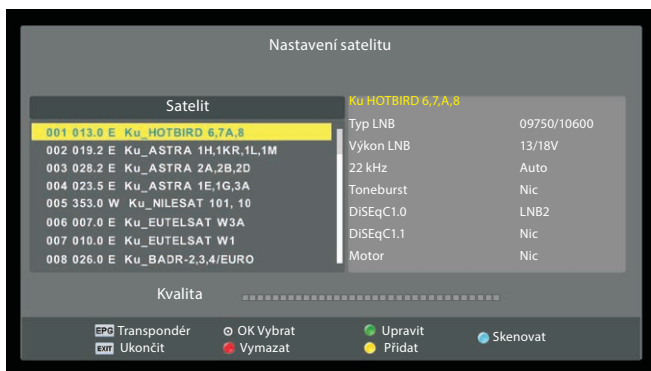 Nastavení satelitu
Satelit
001 013.0 E Ku_HOTBIRD 6,7A,8
002 019.2 E Ku_ASTRA 1H,1KR,1L,1M
003 028.2 E Ku_ASTRA 2A,2B,2D
004 023.5 E Ku_ASTRA 1E,1G,3A
005 353.0 W Ku_NILESAT 101, 10
006 007.0 E Ku_EUTELSAT W3A
007 010.0 E Ku_EUTELSAT W1
008 026.0 E Ku_BADR-2,3,4/EURO
Ku HOTBIRD 6,7,A,8
Typ LNB 09750/10600
Výkon LNB 13/18V
22 kHz Auto
Toneburst Nic
DiSEqC1.0 LNB2
DiSEqC1.1 Nic
Motor Nic
Kvalita
EPG Transpondér OK Vybrat Upravit Skenovat
EXIT Ukončit Vymazat Přidat